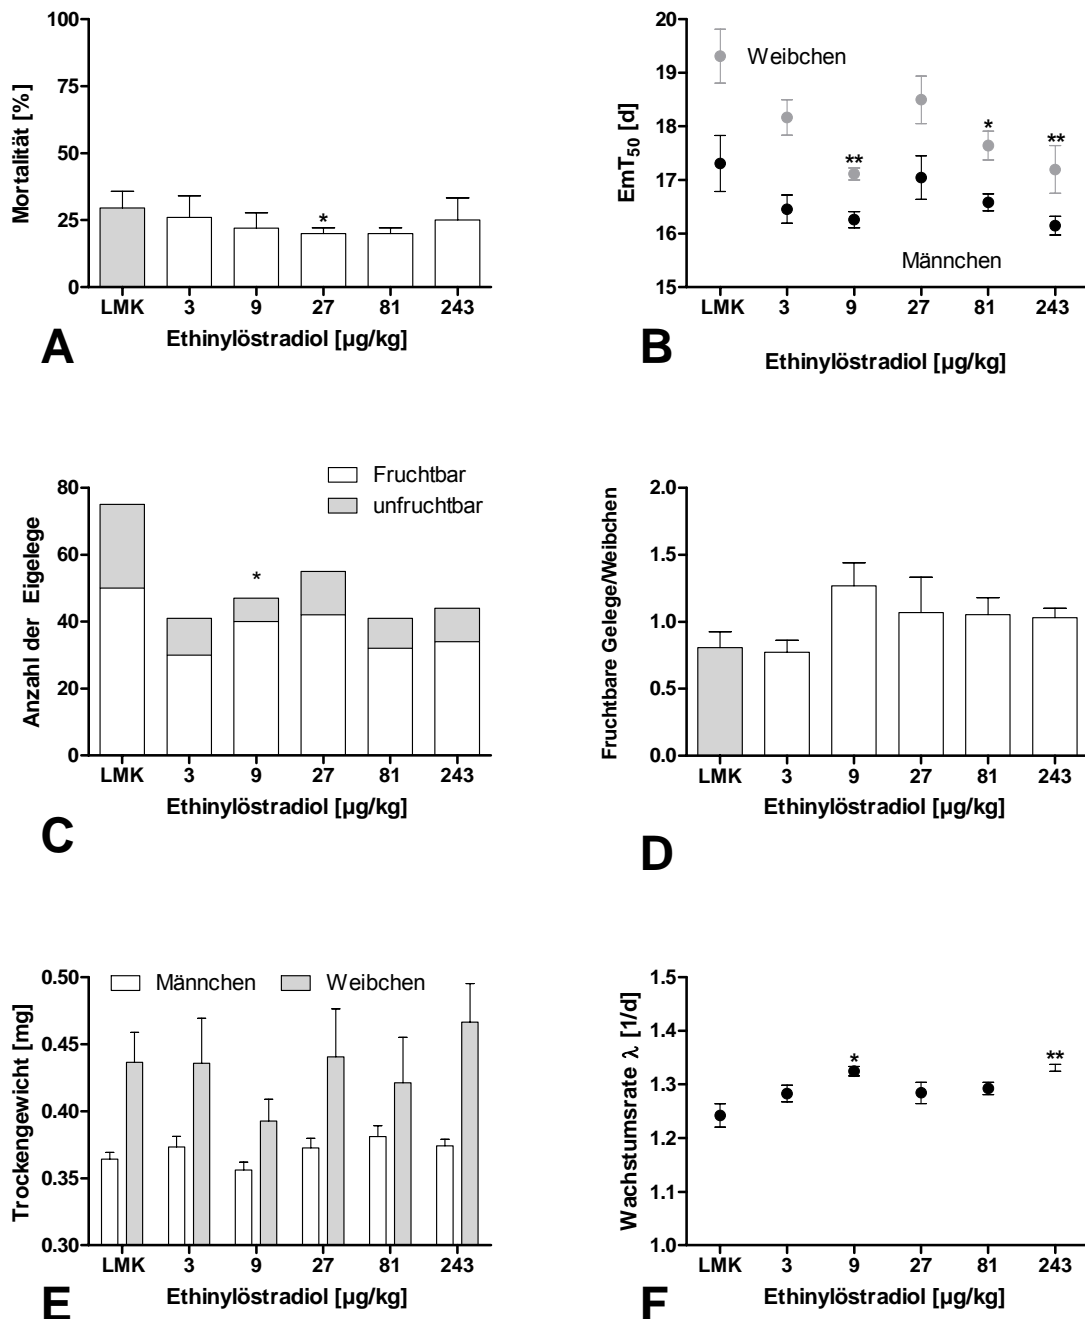 100
75
50
25
0
Mortalität [%]
*
LMK 3 9 27 81 243
Ethinylöstradiol [µg/kg]
A
20
19
18
17
16
15
EmT50 [d]
Weibchen
** * **
Männchen
LMK 3 9 27 81 243
Ethinylöstradiol [µg/kg]
B
Fruchtbar
unfruchtbar
80
60
40
20
0
Anzahl der Eigelege
*
LMK 3 9 27 81 243
Ethinylöstradiol [µg/kg]
C
2.0
1.5
1.0
0.5
0.0
Fruchtbare Gelege/Weibchen
LMK 3 9 27 81 243
Ethinylöstradiol [µg/kg]
D
Männchen Weibchen
0.50
0.45
0.40
0.35
0.30
Trockengewicht [mg]
LMK 3 9 27 81 243
Ethinylöstradiol [µg/kg]
E
1.5
1.4
1.3
1.2
1.1
1.0
Wachstumsrate λ [1/d]
* **
LMK 3 9 27 81 243
Ethinylöstradiol [µg/kg]
F